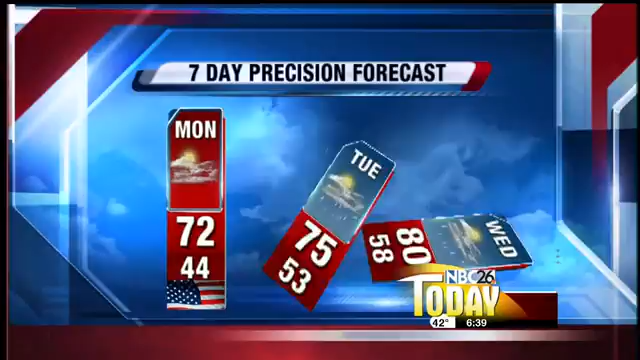 7 DAY PRECISION FORECAST
MON
72
44
TUE
75
53
WED
80
58
NBC26
TODAY
42° 6:39